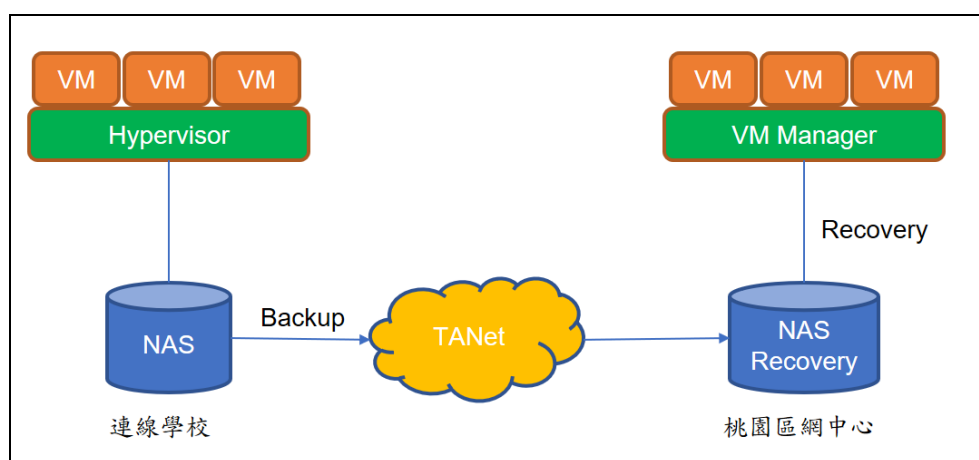 VM VM VM
Hypervisor
VM VM VM
VM Manager
Recovery
NAS
Backup
TANet
NAS
Recovery
連線學校
桃園區網中心